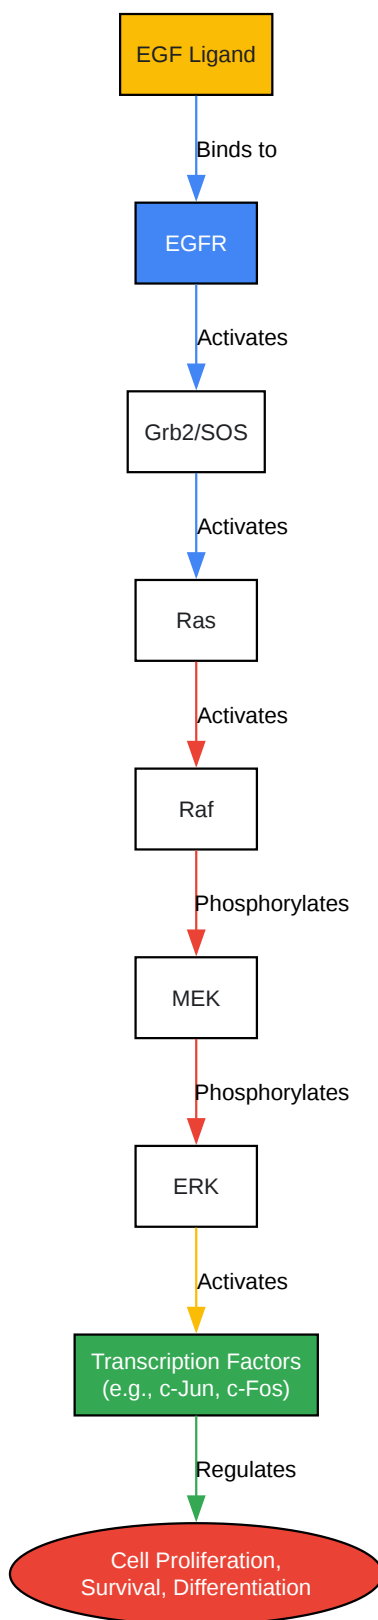 EGF Ligand
Binds to
EGFR
Activates
Grb2/SOS
Activates
Ras
Activates
Raf
Phosphorylates
MEK
Phosphorylates
ERK
Activates
Transcription Factors
(e.g., c-Jun, c-Fos)
Regulates
Cell Proliferation,
Survival, Differentiation